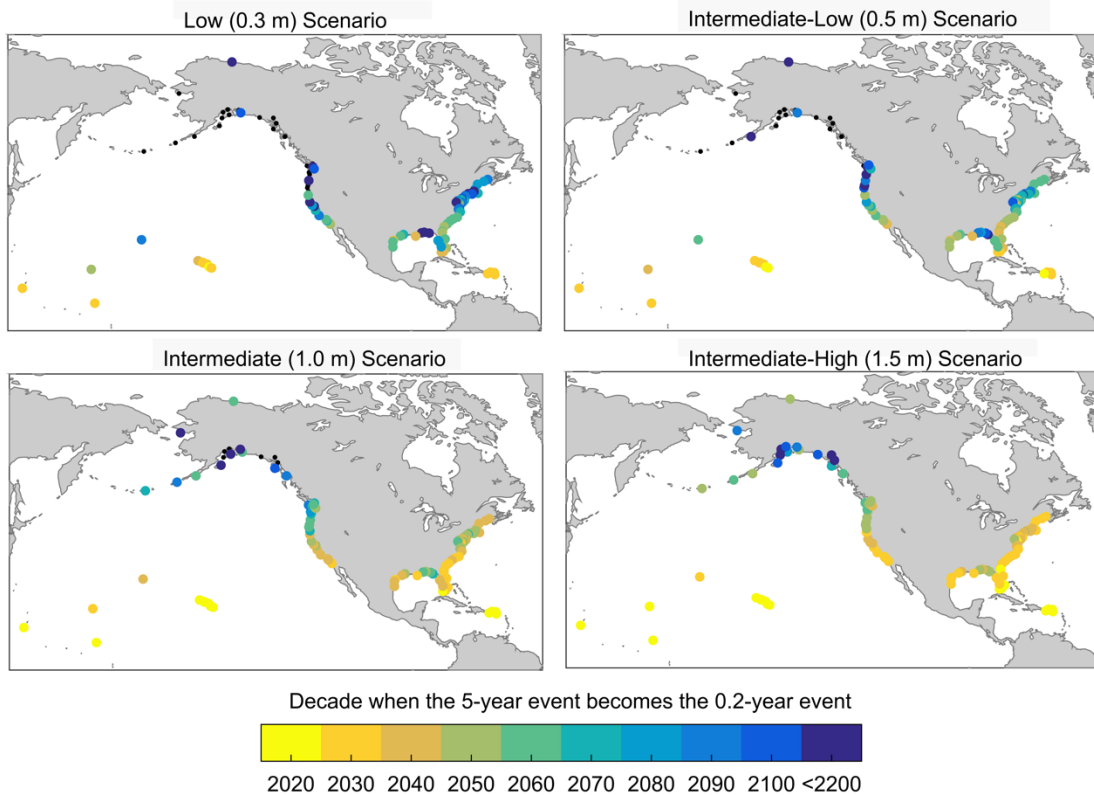 Low (0.3 m) Scenario
Intermediate-Low (0.5 m) Scenario
Intermediate (1.0 m) Scenario
Intermediate-High (1.5 m) Scenario
Decade when the 5-year event becomes the 0.2-year event
2020 2030 2040 2050 2060 2070 2080 2090 2100 <2200